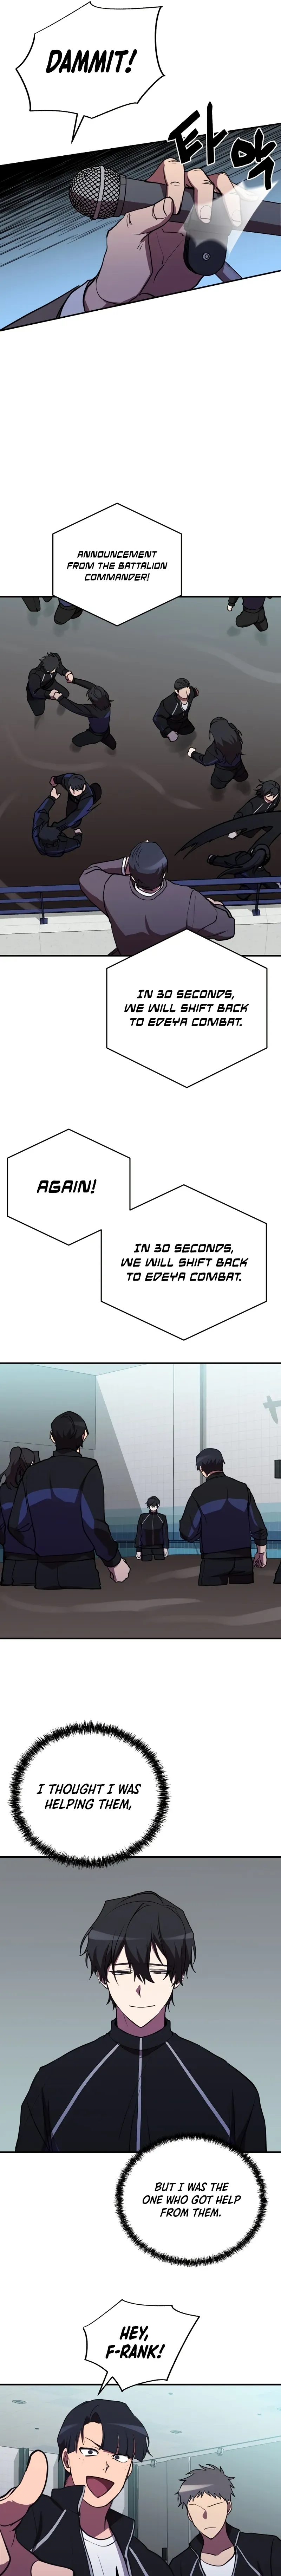 DAMMIT!
타
악
ANNOUNCEMENT
FROM THE BATTALION
COMMANDER!
IN 30 SECONDS,
WE WILL SHIFT BACK
TO EDEYA COMBAT.
AGAIN!
IN 30 SECONDS,
WE WILL SHIFT BACK
TO EDEYA COMBAT.
I THOUGHT I WAS
HELPING THEM,
BUT I WAS THE
ONE WHO GOT HELP
FROM THEM.
HEY,
F-RANK!